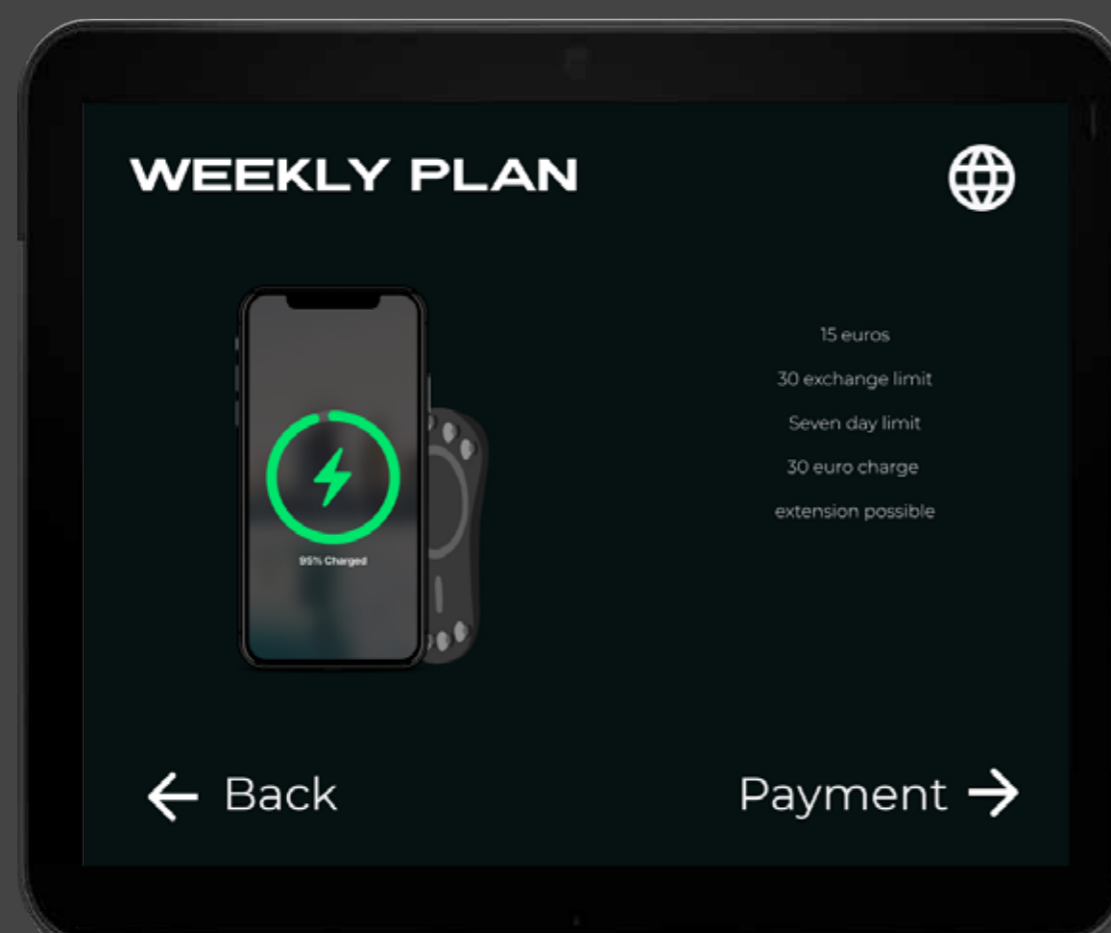 WEEKLY PLAN
15 euros
30 exchange limit
Seven day limit
30 euro charge
extension possible
95% Charged
Back
Payment